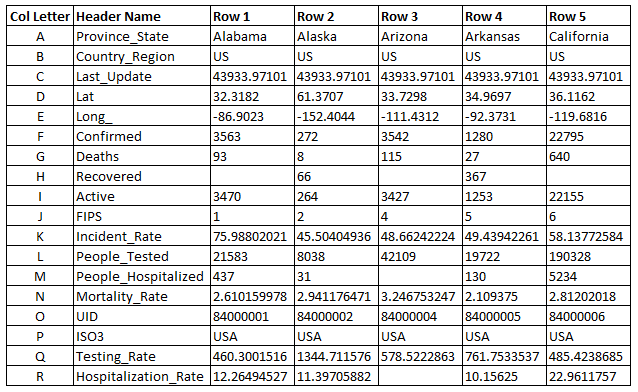 Col Letter Header Name Row 1 Row 2 Row 3 Row 4 Row 5
A Province_State Alabama Alaska Arizona Arkansas California
B Country_Region US US US US US
C Last_Update 43933.97101 43933.97101 43933.97101 43933.97101 43933.97101
D Lat 32.3182 61.3707 33.7298 34.9697 36.1162
E Long_ -86.9023 -152.4044 -111.4312 -92.3731 -119.6816
F Confirmed 3563 272 3542 1280 22795
G Deaths 93 8 115 27 640
H Recovered 66 367
I Active 3470 264 3427 1253 22155
J FIPS 1 2 4 5 6
K Incident_Rate 75.98802021 45.50404936 48.66242224 49.43942261 58.13772584
L People_Tested 21583 8038 42109 19722 190328
M People_Hospitalized 437 31 130 5234
N Mortality_Rate 2.610159978 2.941176471 3.246753247 2.109375 2.81202018
O UID 84000001 84000002 84000004 84000005 84000006
P ISO3 USA USA USA USA USA
Q Testing_Rate 460.3001516 1344.711576 578.5222863 761.7533537 485.4238685
R Hospitalization_Rate 12.26494527 11.39705882 10.15625 22.9611757